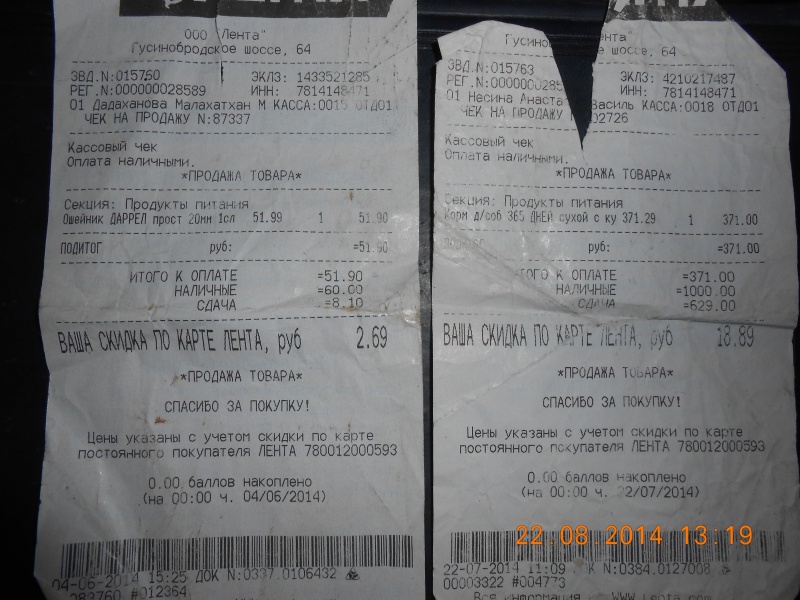 ООО "Лента"
Гусинобродское шоссе, 64
ЗВД.N:015760 ЭКЛЗ: 1433521285
РЕГ.N:000000028589 ИНН: 7814148471
01 Дадаханова Малахатхан М КАССА:0015 ОТД01
ЧЕК НА ПРОДАЖУ N:87337
Кассовый чек
Оплата наличными.
*ПРОДАЖА ТОВАРА*
Секция: Продукты питания
Ошейник ДАРРЕЛ прост 20мм 1сл 51.99 1 51.90
ПОДИТОГ руб: =51.90
ИТОГО К ОПЛАТЕ =51.90
НАЛИЧНЫЕ =60.00
СДАЧА =8.10
ВАША СКИДКА ПО КАРТЕ ЛЕНТА, руб 2.69
*ПРОДАЖА ТОВАРА*
СПАСИБО ЗА ПОКУПКУ!
Цены указаны с учетом скидки по карте
постоянного покупателя ЛЕНТА 780012000593
0.00 баллов накоплено
(на 00:00 ч. 04/06/2014)
04-06-2014 15:25 ДОК N:0337.0106432
283760 #012364
шоссе, 64
ЗВД.N:015763 ЭКЛЗ: 4210217487
РЕГ.N: ИНН: 7814148471
01 Несина Василь КАССА:0018 ОТД01
ЧЕК НА ПРОДАЖУ 02726
Кассовый чек
Оплата наличными.
*ПРОДАЖА ТОВАРА*
Секция: Продукты питания
Корм д/соб 365 ДНЕЙ сухой с ку 371.29 1 371.00
ПОДИТОГ руб: =371.00
ИТОГО К ОПЛАТЕ =371.00
НАЛИЧНЫЕ =1000.00
СДАЧА =629.00
ВАША СКИДКА ПО КАРТЕ ЛЕНТА, руб 18.89
*ПРОДАЖА ТОВАРА*
СПАСИБО ЗА ПОКУПКУ!
Цены указаны с учетом скидки по карте
постоянного покупателя ЛЕНТА 780012000593
0.00 баллов накоплено
(на 00:00 ч. 22/07/2014)
22.08.2014 13:19
22-07-2014 11:09 N:0384.0127008
00003322 #004773